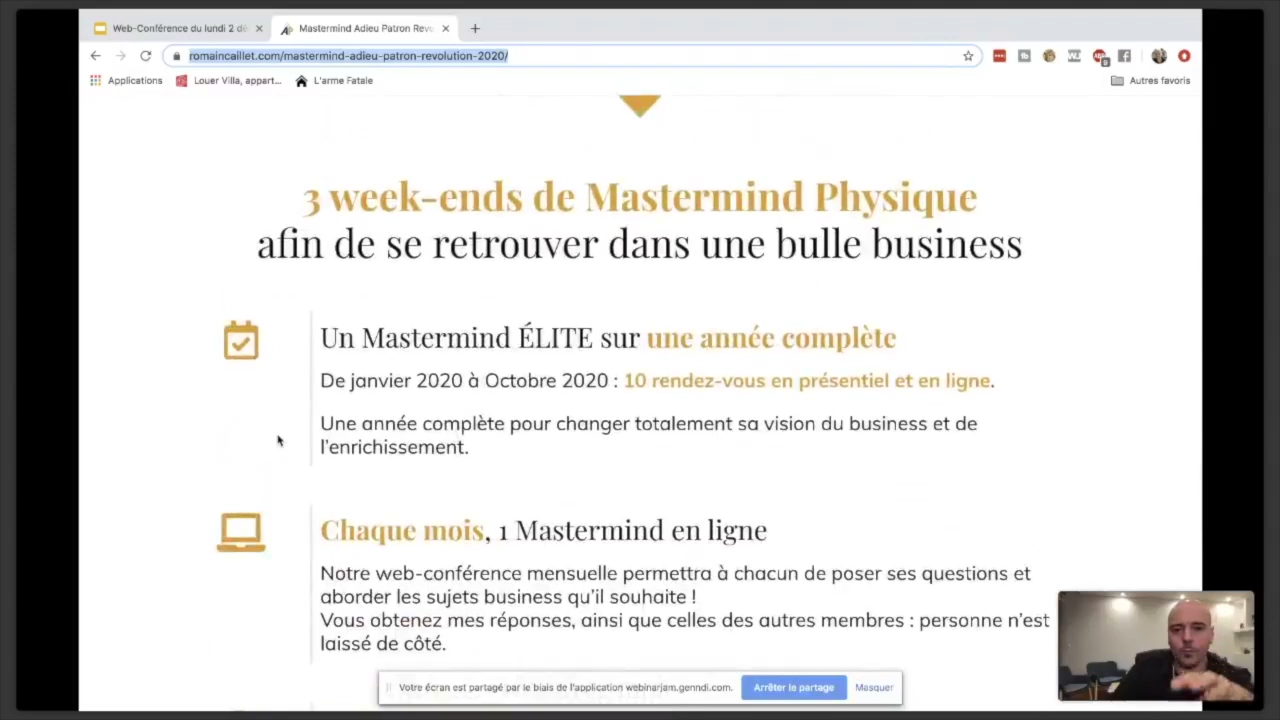 Web-Conférence du lundi 2 dé
Mastermind Adieu Patron Revo
romaincaillet.com/mastermind-adieu-patron-revolution-2020/
Applications
Louer Villa, appart...
L'arme Fatale
Autres favoris
3 week-ends de Mastermind Physique
afin de se retrouver dans une bulle business
Un Mastermind ÉLITE sur une année complète
De janvier 2020 à Octobre 2020 : 10 rendez-vous en présentiel et en ligne.
Une année complète pour changer totalement sa vision du business et de
l'enrichissement.
Chaque mois, 1 Mastermind en ligne
Notre web-conférence mensuelle permettra à chacun de poser ses questions et
aborder les sujets business qu'il souhaite !
Vous obtenez mes réponses, ainsi que celles des autres membres : personne n'est
laissé de côté.
Votre écran est partagé par le biais de l'application webinarjam.genndi.com.
Arrêter le partage
Masquer